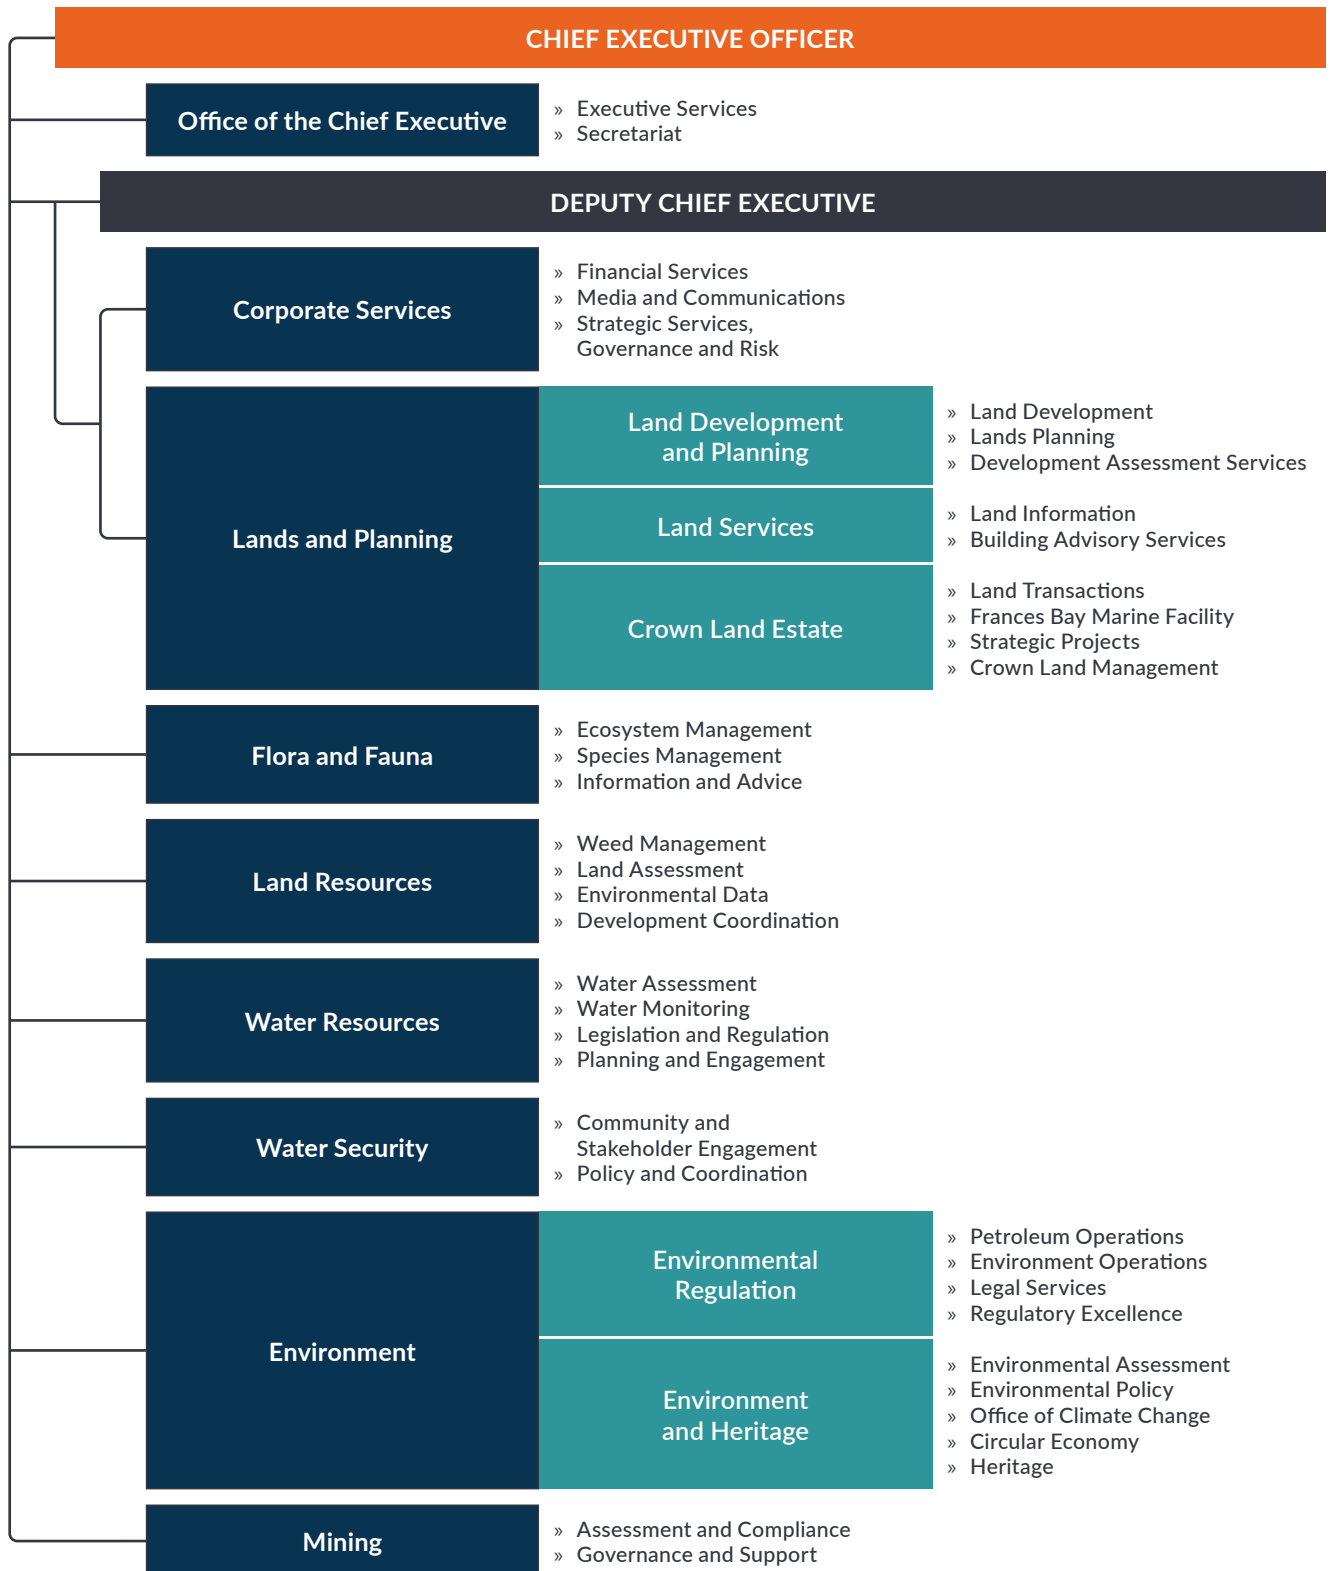 CHIEF EXECUTIVE OFFICER
Office of the Chief Executive
» Executive Services
» Secretariat
DEPUTY CHIEF EXECUTIVE
Corporate Services
» Financial Services
» Media and Communications
» Strategic Services,
Governance and Risk
Lands and Planning
Land Development
and Planning
» Land Development
» Lands Planning
» Development Assessment Services
Land Services
» Land Information
» Building Advisory Services
Crown Land Estate
» Land Transactions
» Frances Bay Marine Facility
» Strategic Projects
» Crown Land Management
Flora and Fauna
» Ecosystem Management
» Species Management
» Information and Advice
Land Resources
» Weed Management
» Land Assessment
» Environmental Data
» Development Coordination
Water Resources
» Water Assessment
» Water Monitoring
» Legislation and Regulation
» Planning and Engagement
Water Security
» Community and
Stakeholder Engagement
» Policy and Coordination
Environment
Environmental
Regulation
» Petroleum Operations
» Environment Operations
» Legal Services
» Regulatory Excellence
Environment
and Heritage
» Environmental Assessment
» Environmental Policy
» Office of Climate Change
» Circular Economy
» Heritage
Mining
» Assessment and Compliance
» Governance and Support